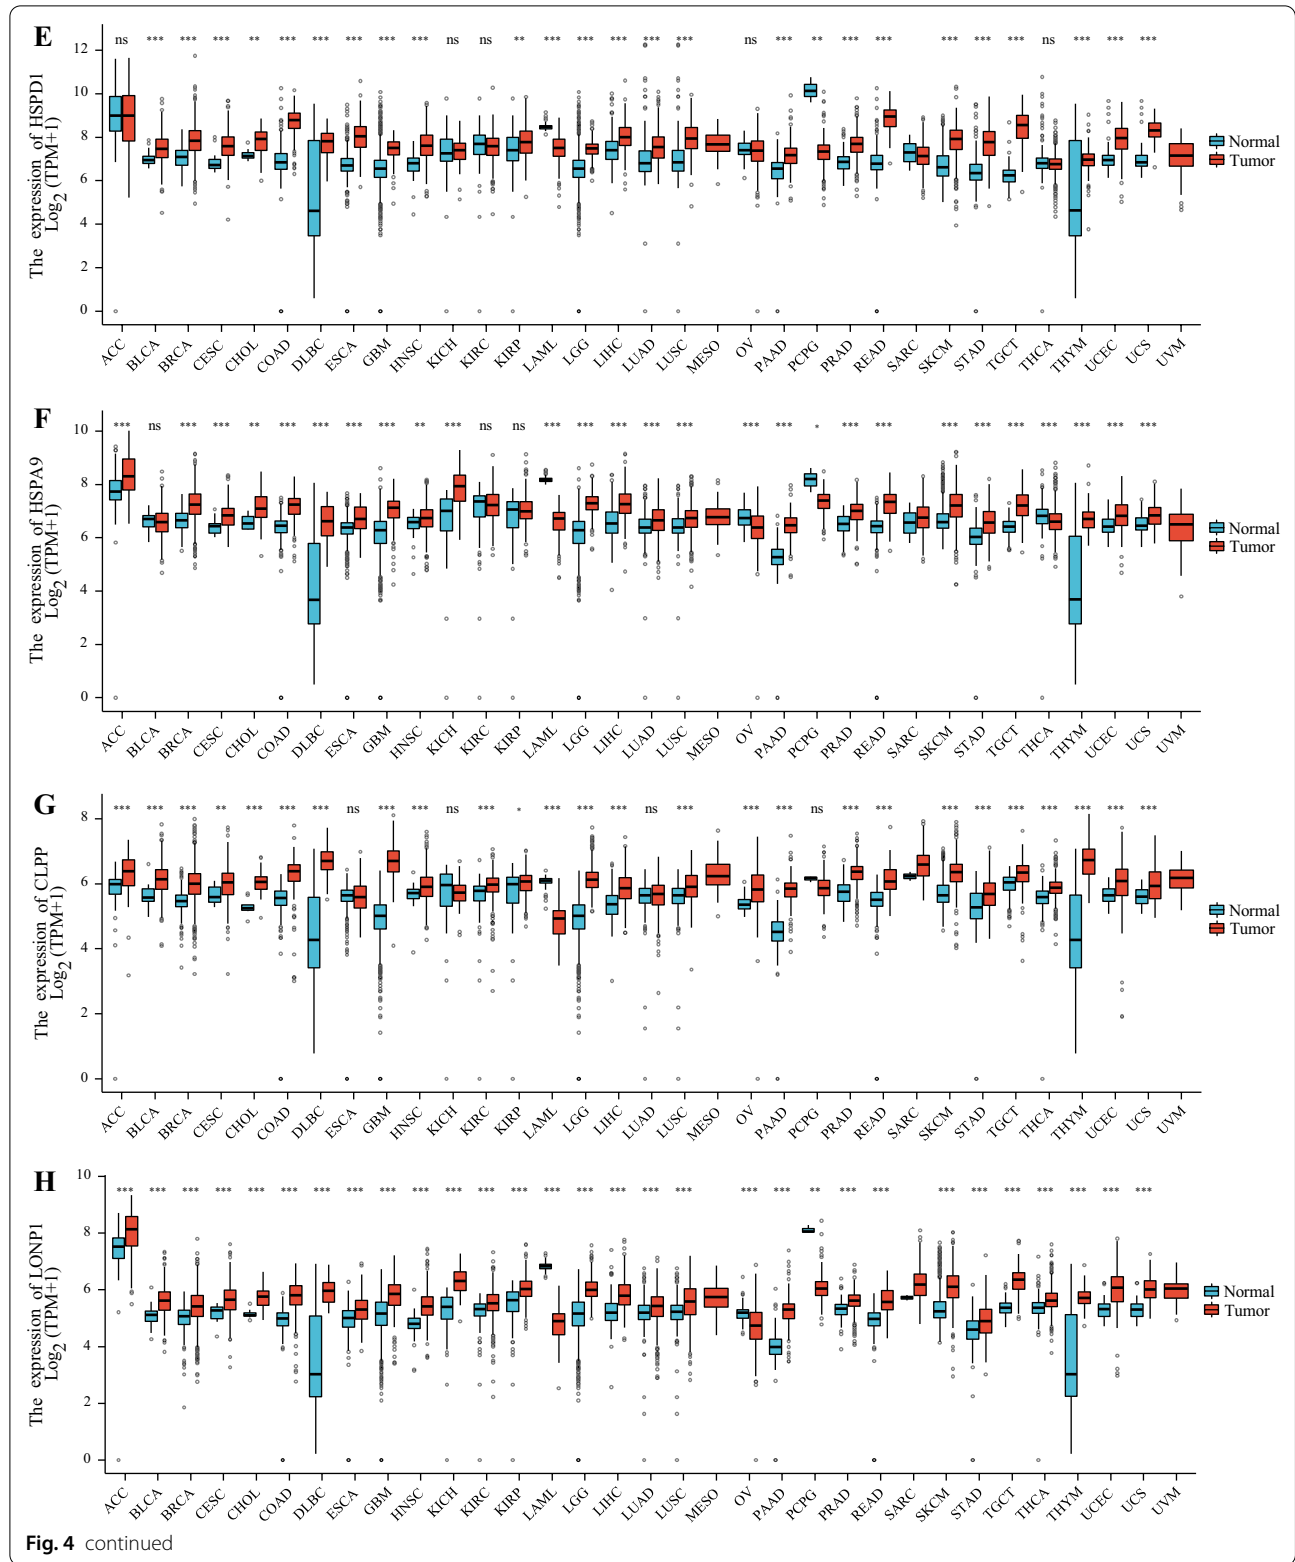 E
ns *** *** *** ** *** *** *** *** *** ns ns ** *** *** *** *** *** ns *** ** *** *** *** *** *** ns *** *** ***
The expression of HSPD1
Log2 (TPM+1)
12
10
8
6
4
2
0
Normal
Tumor
ACC BLCA BRCA CESC CHOL COAD DLBC ESCA GBM HNSC KICH KIRC KIRP LAML LGG LIHC LUAD LUSC MESO OV PAAD PCPG PRAD READ SARC SKCM STAD TGCT THCA THYM UCEC UCS UVM
F
*** ns *** *** ** *** *** *** *** ** *** ns ns *** *** *** *** *** *** *** * *** *** *** *** *** *** *** *** ***
The expression of HSPA9
Log2 (TPM+1)
10
8
6
4
2
0
Normal
Tumor
ACC BLCA BRCA CESC CHOL COAD DLBC ESCA GBM HNSC KICH KIRC KIRP LAML LGG LIHC LUAD LUSC MESO OV PAAD PCPG PRAD READ SARC SKCM STAD TGCT THCA THYM UCEC UCS UVM
G
*** *** *** ** *** *** *** ns *** *** ns *** * *** *** *** ns *** *** *** ns *** *** *** *** *** *** *** *** ***
The expression of CLPP
Log2 (TPM+1)
8
6
4
2
0
Normal
Tumor
ACC BLCA BRCA CESC CHOL COAD DLBC ESCA GBM HNSC KICH KIRC KIRP LAML LGG LIHC LUAD LUSC MESO OV PAAD PCPG PRAD READ SARC SKCM STAD TGCT THCA THYM UCEC UCS UVM
H
*** *** *** *** *** *** *** *** *** *** *** *** *** *** *** *** *** *** *** *** ** *** *** *** *** *** *** *** *** ***
The expression of LONP1
Log2 (TPM+1)
10
8
6
4
2
0
Normal
Tumor
ACC BLCA BRCA CESC CHOL COAD DLBC ESCA GBM HNSC KICH KIRC KIRP LAML LGG LIHC LUAD LUSC MESO OV PAAD PCPG PRAD READ SARC SKCM STAD TGCT THCA THYM UCEC UCS UVM
Fig. 4 continued